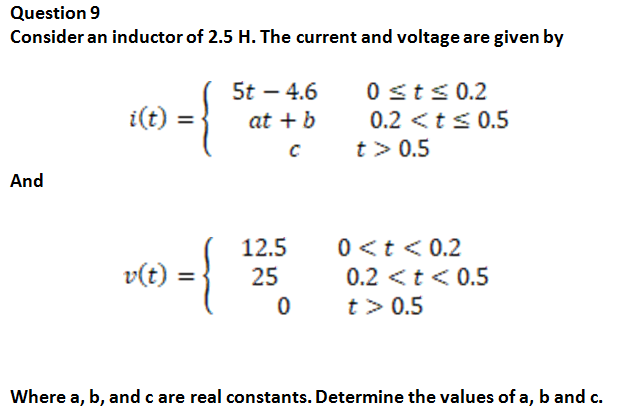 Question 9
Consider an inductor of 2.5 H. The current and voltage are given by
5t – 4.6 0 ≤ t ≤ 0.2
i(t) = { at + b 0.2 < t ≤ 0.5
c t > 0.5
And
12.5 0 < t < 0.2
v(t) = { 25 0.2 < t < 0.5
0 t > 0.5
Where a, b, and c are real constants. Determine the values of a, b and c.